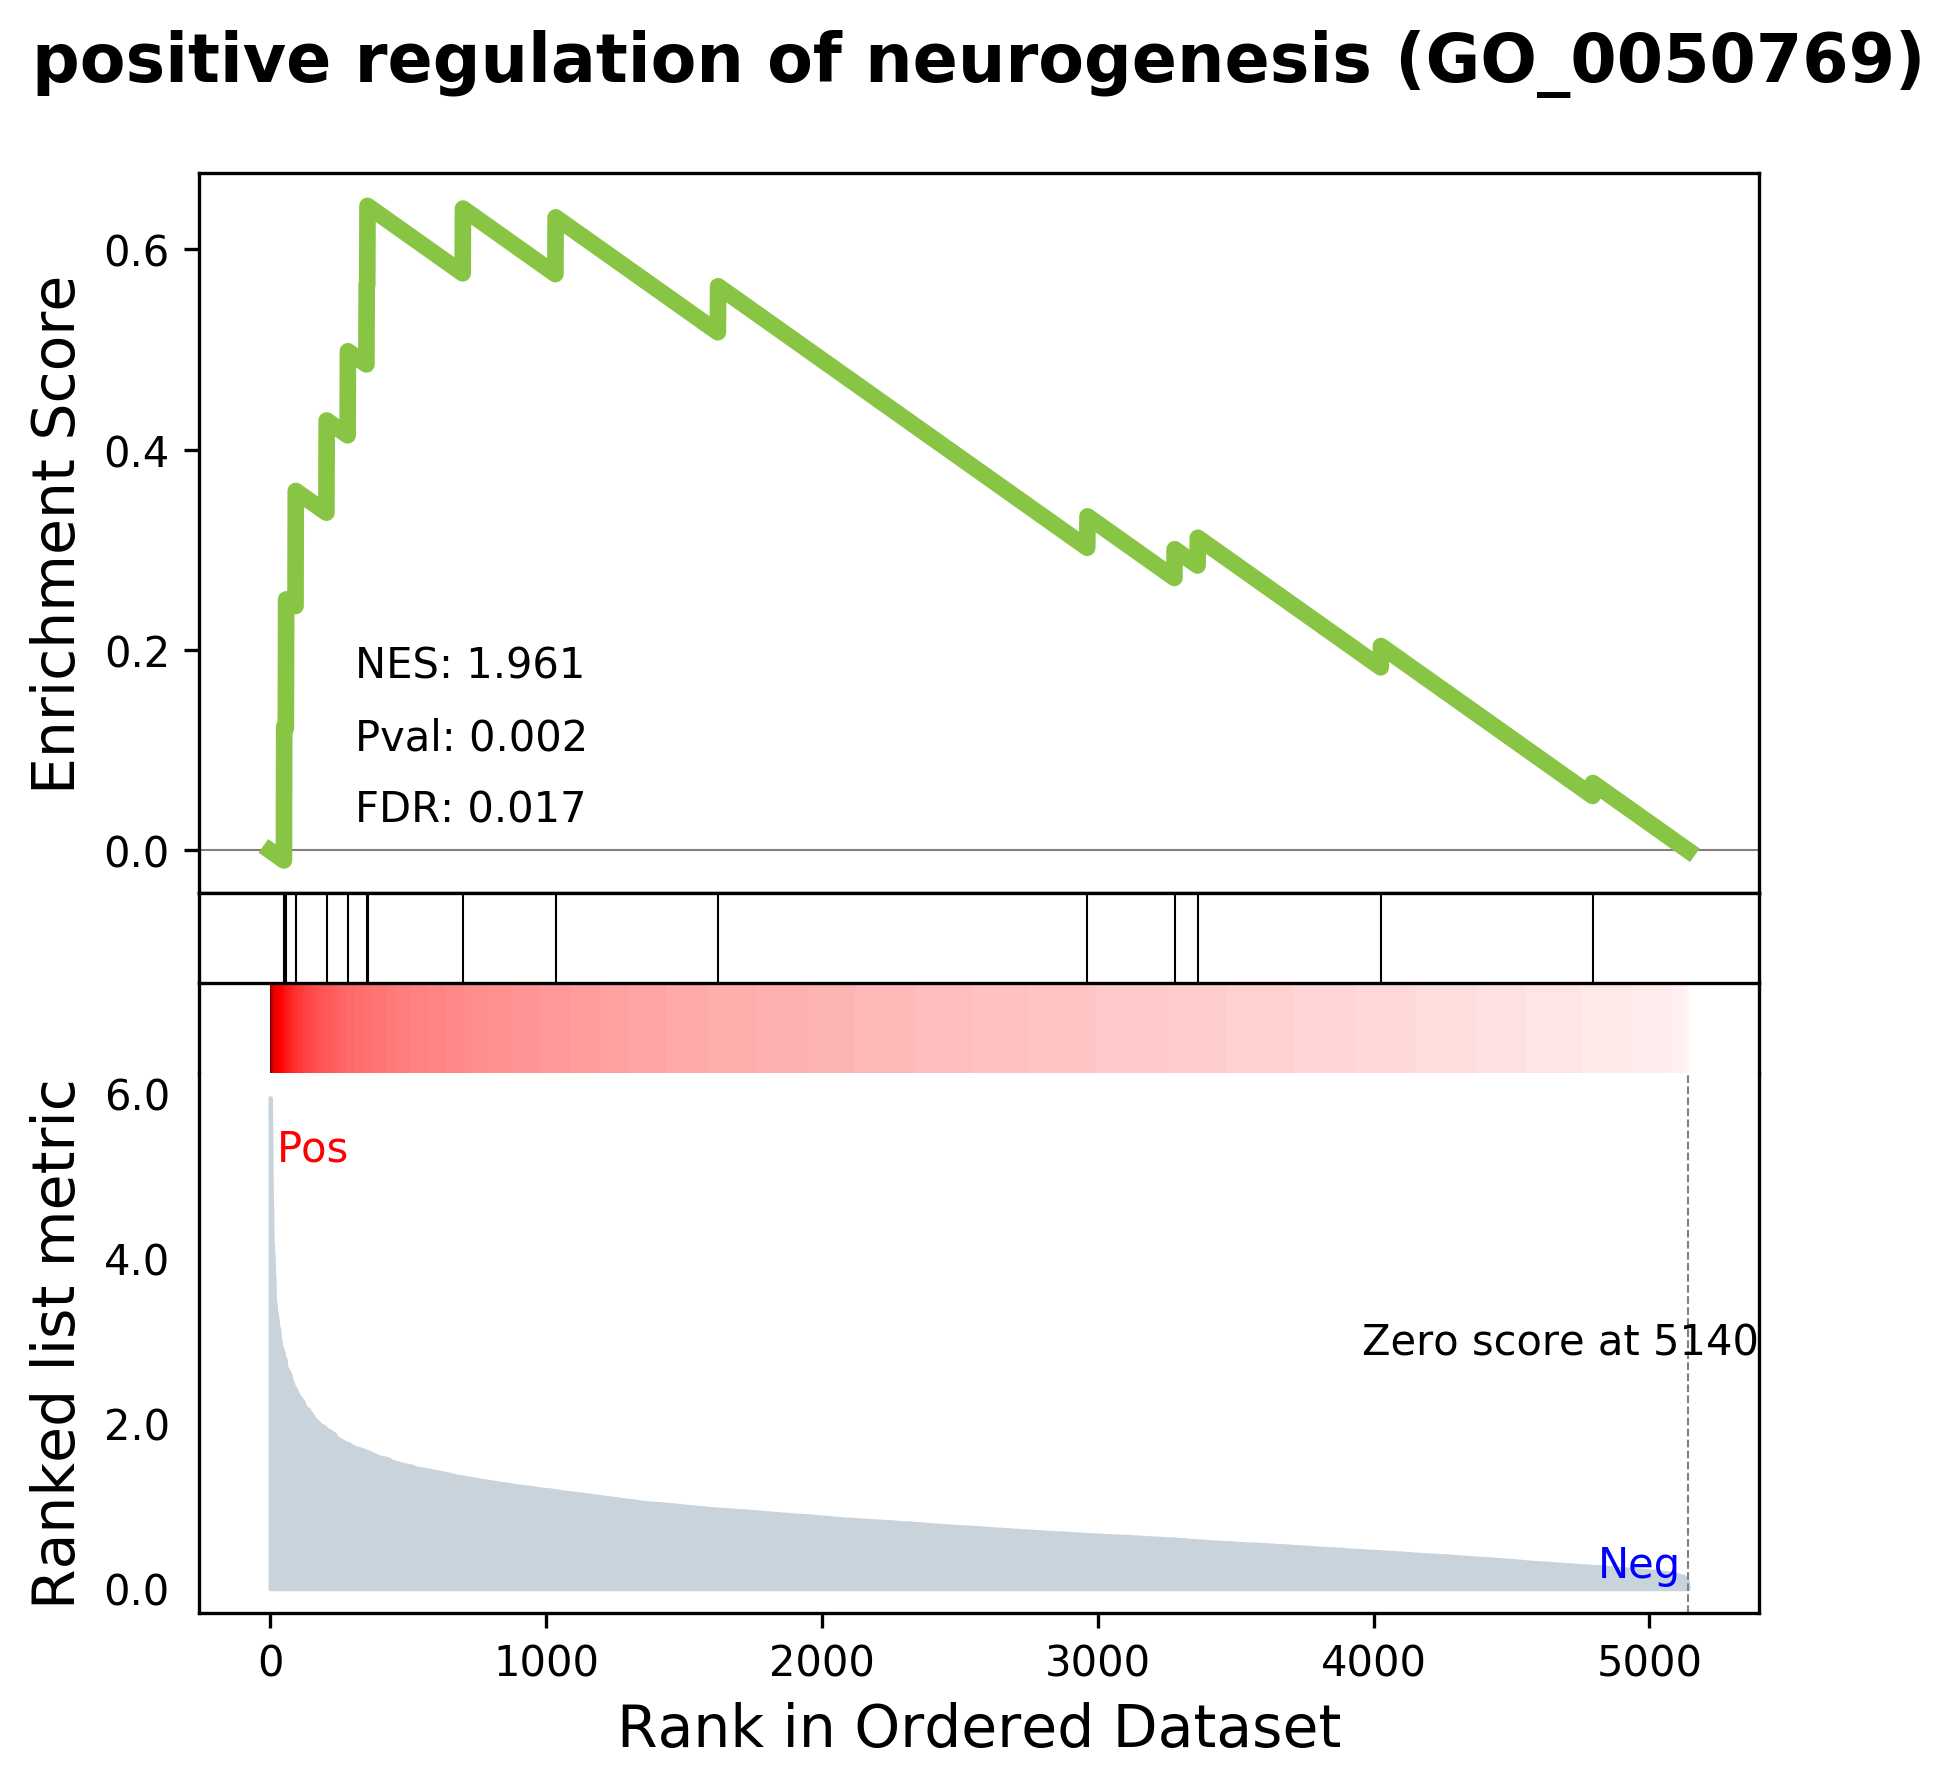 positive regulation of neurogenesis (GO_0050769)
Enrichment Score
0.6
0.4
0.2
0.0
NES: 1.961
Pval: 0.002
FDR: 0.017
Ranked list metric
6.0
4.0
2.0
0.0
Pos
Zero score at 5140
Neg
0 1000 2000 3000 4000 5000
Rank in Ordered Dataset